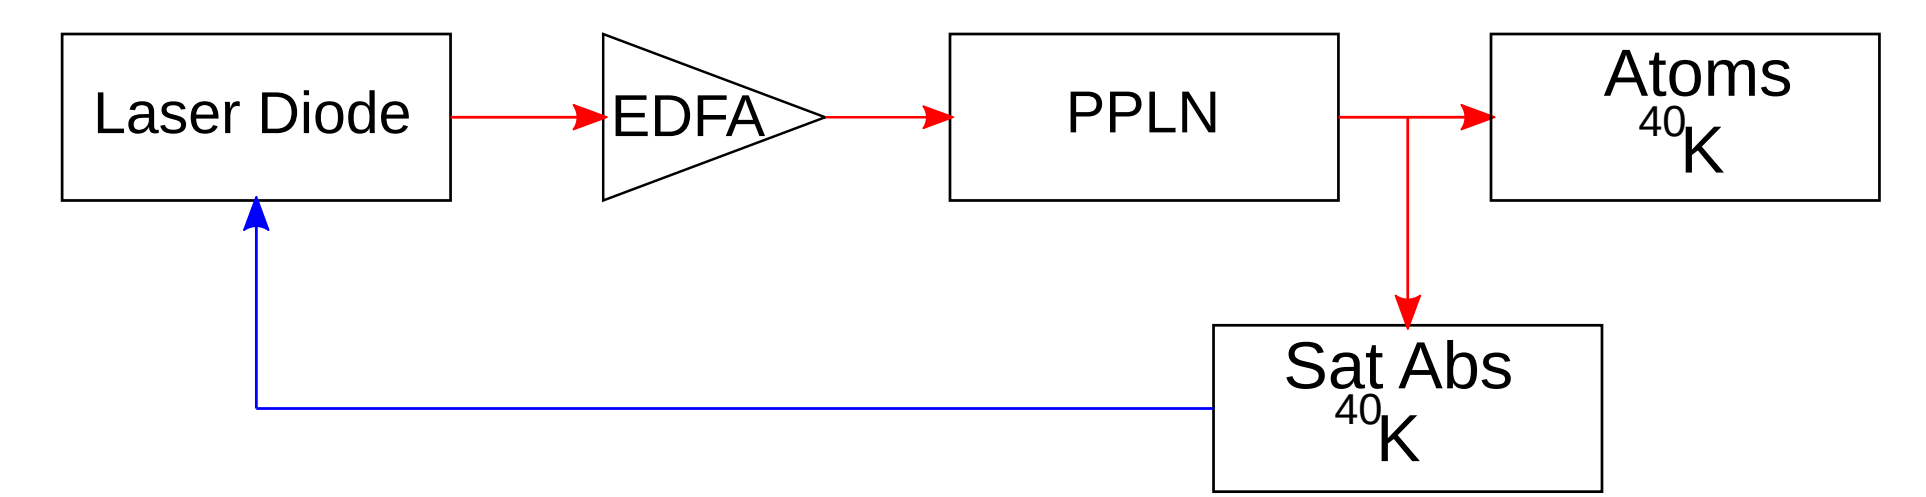 Laser Diode
EDFA
PPLN
Atoms
⁴⁰K
Sat Abs
⁴⁰K